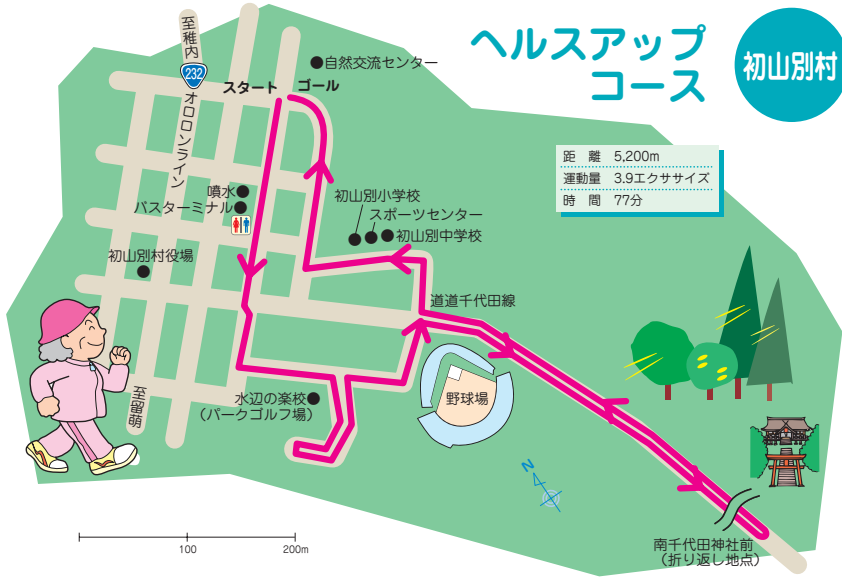 ヘルスアップ
コース
初山別村
至稚内
232
オロロンライン
自然交流センター
スタート
ゴール
距 離 5,200m
運動量 3.9エクササイズ
時 間 77分
噴水
バスターミナル
初山別小学校
スポーツセンター
初山別中学校
初山別村役場
道道千代田線
至留萌
水辺の楽校
(パークゴルフ場)
野球場
N
100
200m
南千代田神社前
(折り返し地点)